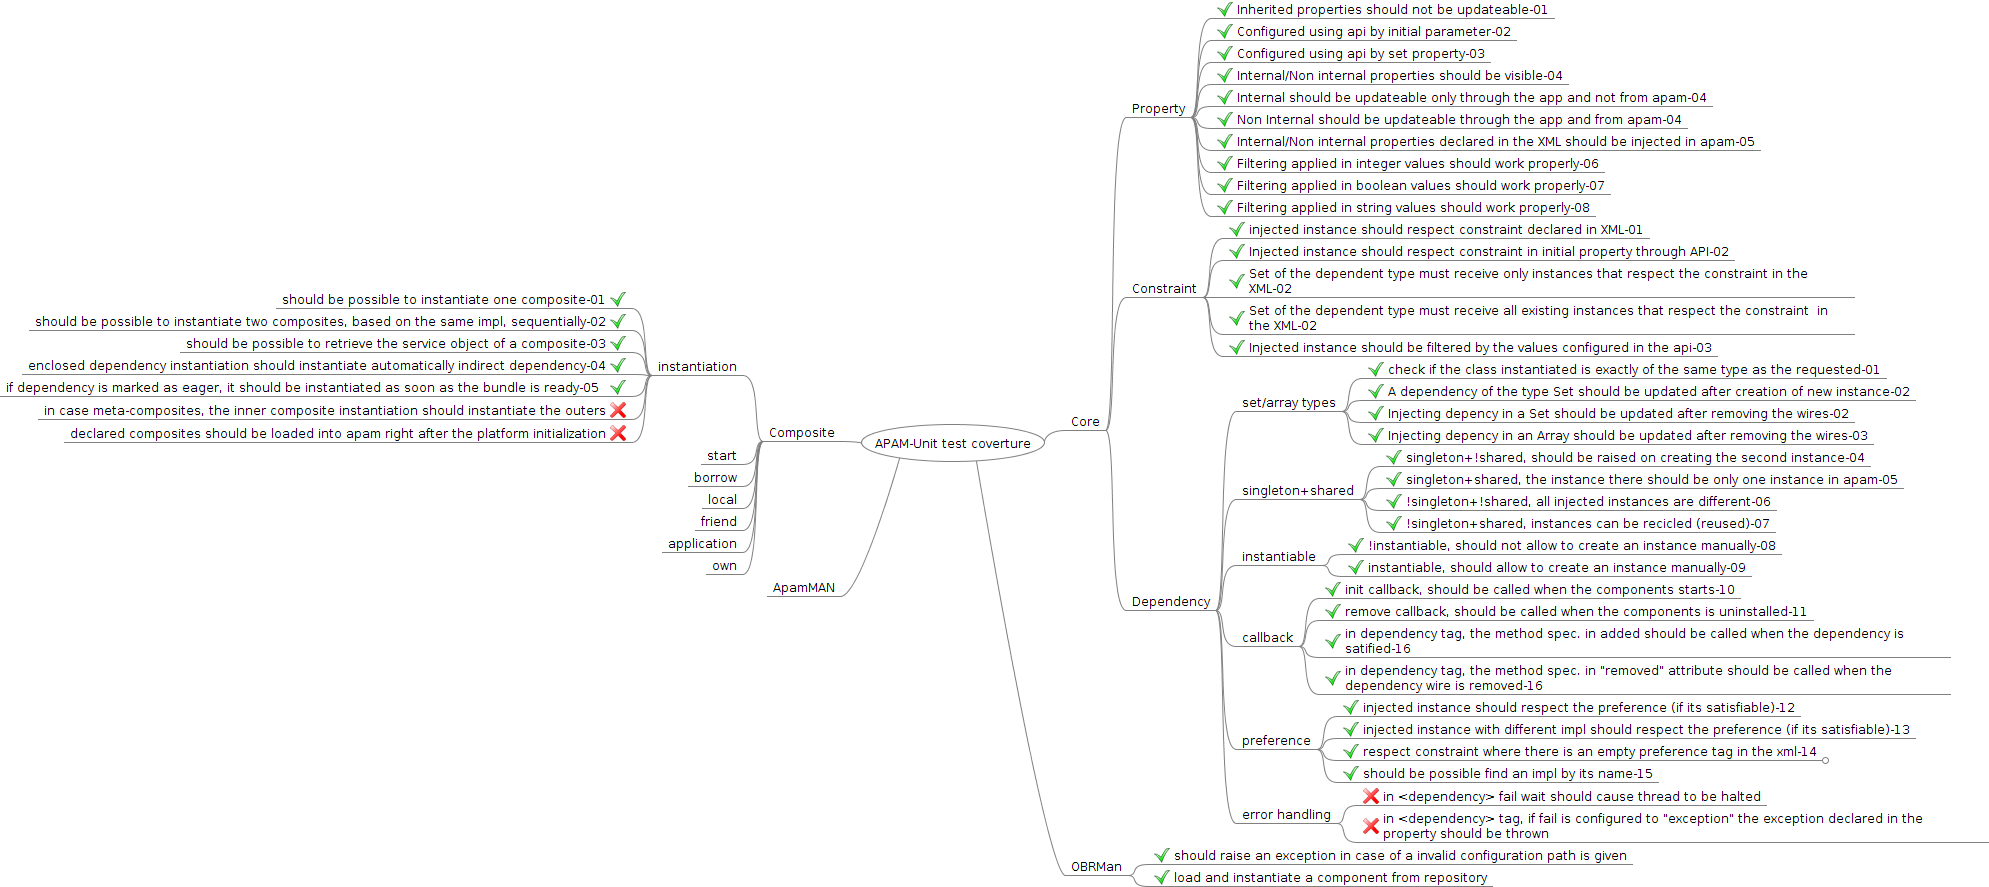 APAM-Unit test coverture
Core
Property
Inherited properties should not be updateable-01
Configured using api by initial parameter-02
Configured using api by set property-03
Internal/Non internal properties should be visible-04
Internal should be updateable only through the app and not from apam-04
Non Internal should be updateable through the app and from apam-04
Internal/Non internal properties declared in the XML should be injected in apam-05
Filtering applied in integer values should work properly-06
Filtering applied in boolean values should work properly-07
Filtering applied in string values should work properly-08
Constraint
injected instance should respect constraint declared in XML-01
Injected instance should respect constraint in initial property through API-02
Set of the dependent type must receive only instances that respect the constraint in the
XML-02
Set of the dependent type must receive all existing instances that respect the constraint  in
the XML-02
Injected instance should be filtered by the values configured in the api-03
Dependency
set/array types
check if the class instantiated is exactly of the same type as the requested-01
A dependency of the type Set should be updated after creation of new instance-02
Injecting depency in a Set should be updated after removing the wires-02
Injecting depency in an Array should be updated after removing the wires-03
singleton+shared
singleton+!shared, should be raised on creating the second instance-04
singleton+shared, the instance there should be only one instance in apam-05
!singleton+!shared, all injected instances are different-06
!singleton+shared, instances can be recicled (reused)-07
instantiable
!instantiable, should not allow to create an instance manually-08
instantiable, should allow to create an instance manually-09
callback
init callback, should be called when the components starts-10
remove callback, should be called when the components is uninstalled-11
in dependency tag, the method spec. in added should be called when the dependency is
satified-16
in dependency tag, the method spec. in "removed" attribute should be called when the
dependency wire is removed-16
preference
injected instance should respect the preference (if its satisfiable)-12
injected instance with different impl should respect the preference (if its satisfiable)-13
respect constraint where there is an empty preference tag in the xml-14
should be possible find an impl by its name-15
error handling
in <dependency> fail wait should cause thread to be halted
in <dependency> tag, if fail is configured to "exception" the exception declared in the
property should be thrown
OBRMan
should raise an exception in case of a invalid configuration path is given
load and instantiate a component from repository
Composite
instantiation
should be possible to instantiate one composite-01
should be possible to instantiate two composites, based on the same impl, sequentially-02
should be possible to retrieve the service object of a composite-03
enclosed dependency instantiation should instantiate automatically indirect dependency-04
if dependency is marked as eager, it should be instantiated as soon as the bundle is ready-05
in case meta-composites, the inner composite instantiation should instantiate the outers
declared composites should be loaded into apam right after the platform initialization
start
borrow
local
friend
application
own
ApamMAN